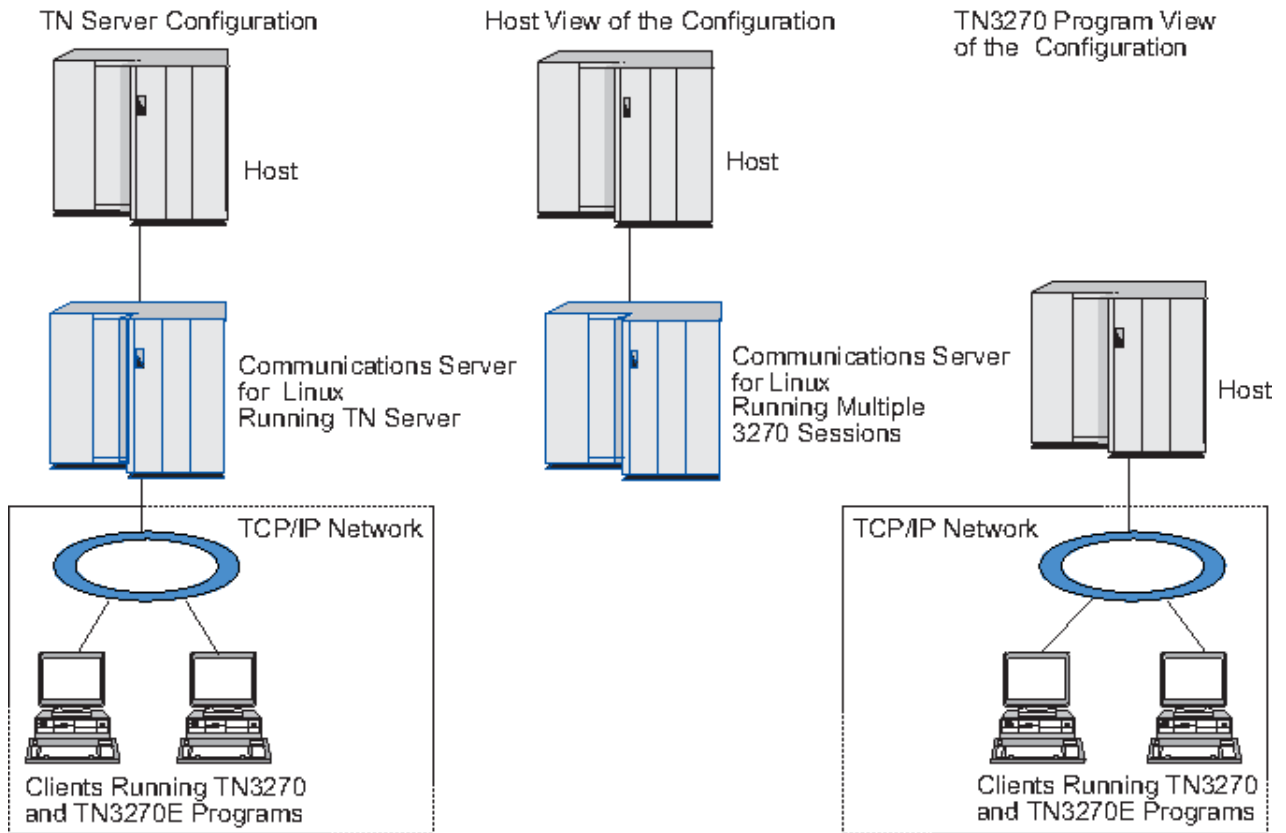 TN Server Configuration
Host
Communications Server
for Linux
Running TN Server
TCP/IP Network
Clients Running TN3270
and TN3270E Programs
Host View of the Configuration
Host
Communications Server
for Linux
Running Multiple
3270 Sessions
TN3270 Program View
of the Configuration
Host
TCP/IP Network
Clients Running TN3270
and TN3270E Programs